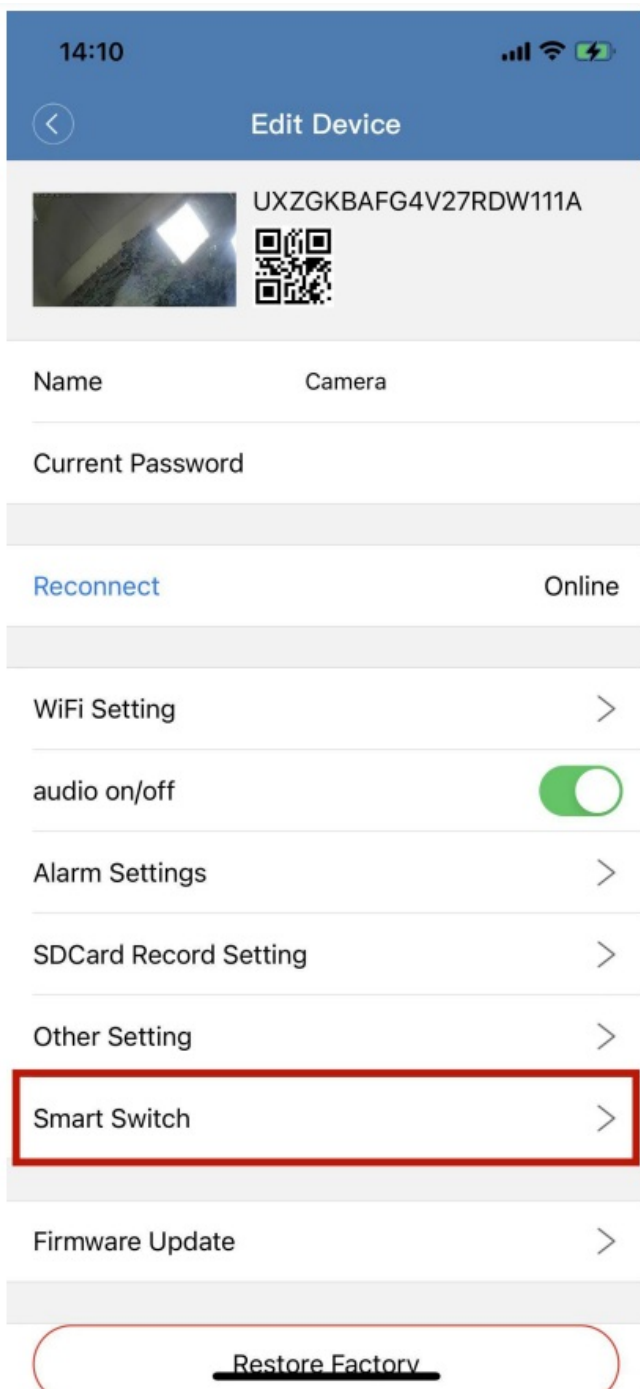 14:10
Edit Device
UXZGKBAFG4V27RDW111A
Name Camera
Current Password
Reconnect Online
WiFi Setting
audio on/off
Alarm Settings
SDCard Record Setting
Other Setting
Smart Switch
Firmware Update
Restore Factory